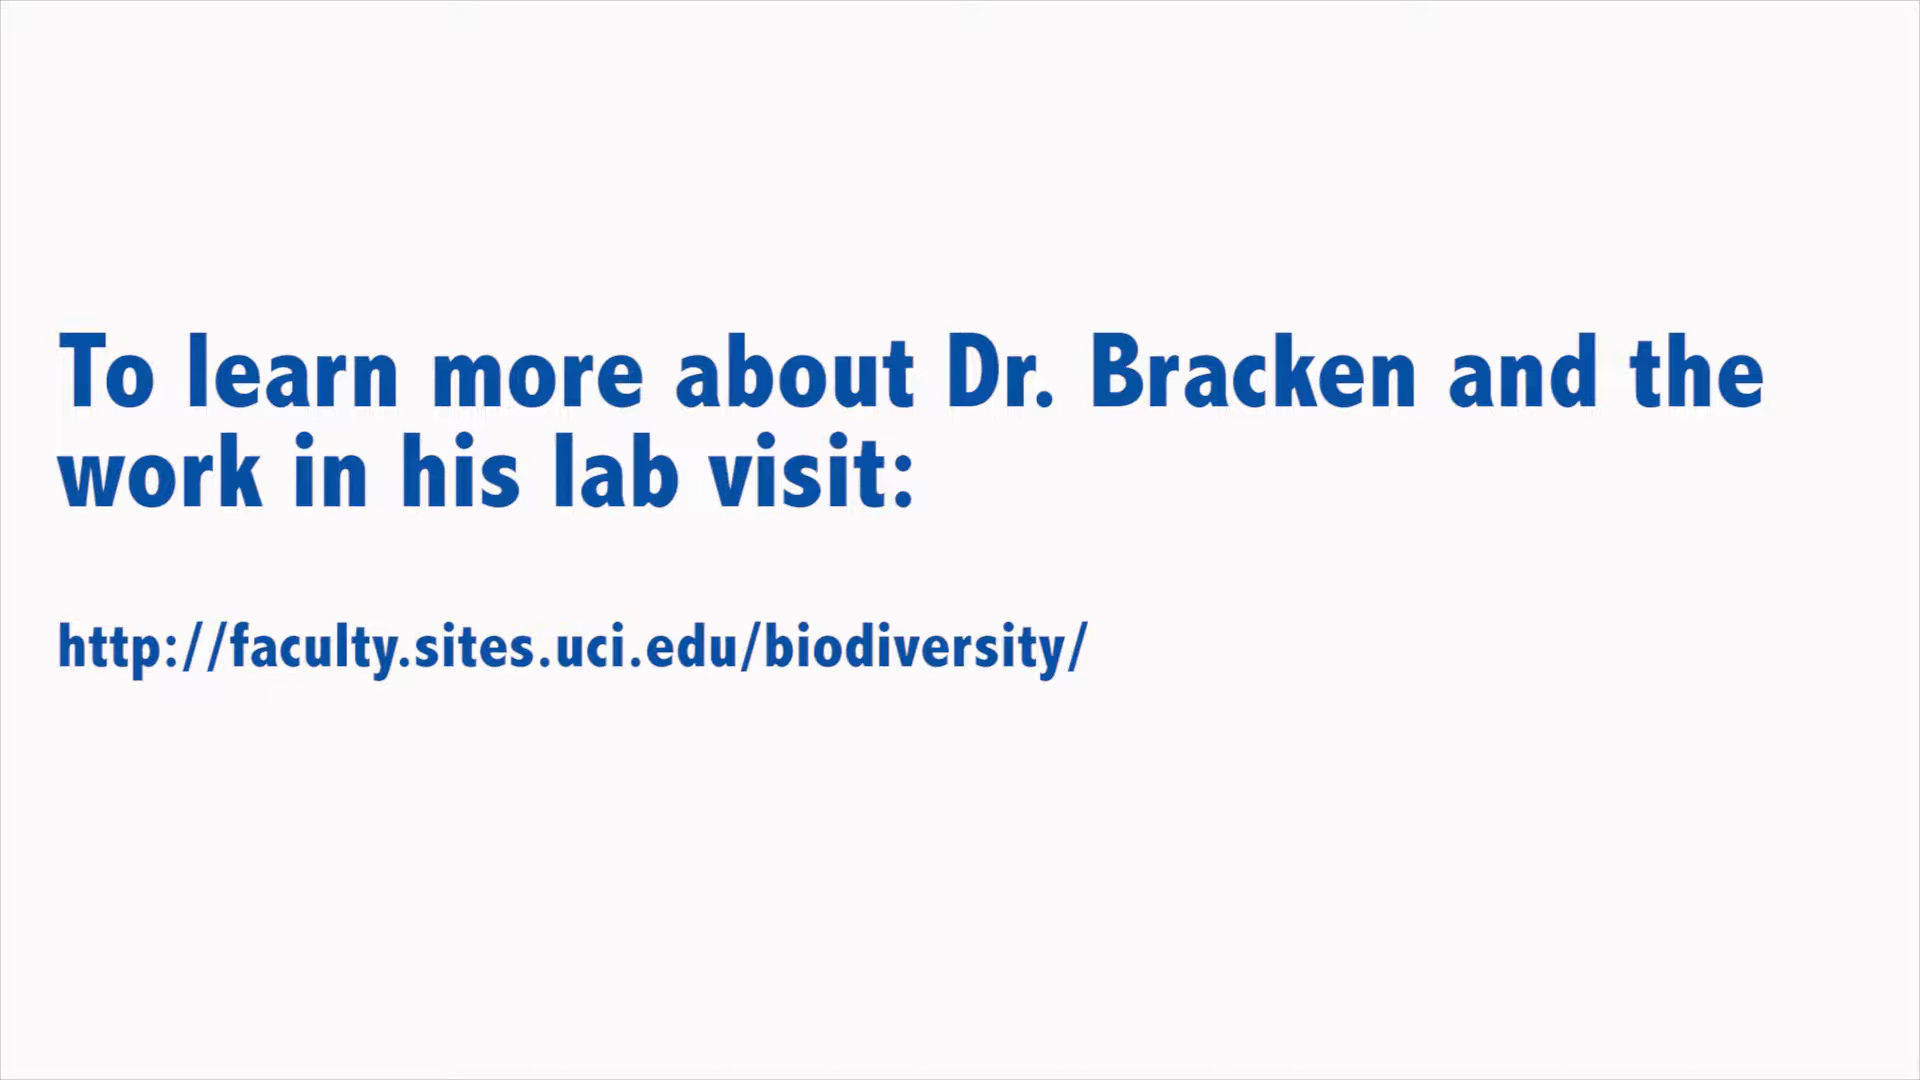 To learn more about Dr. Bracken and the
work in his lab visit:
http://faculty.sites.uci.edu/biodiversity/